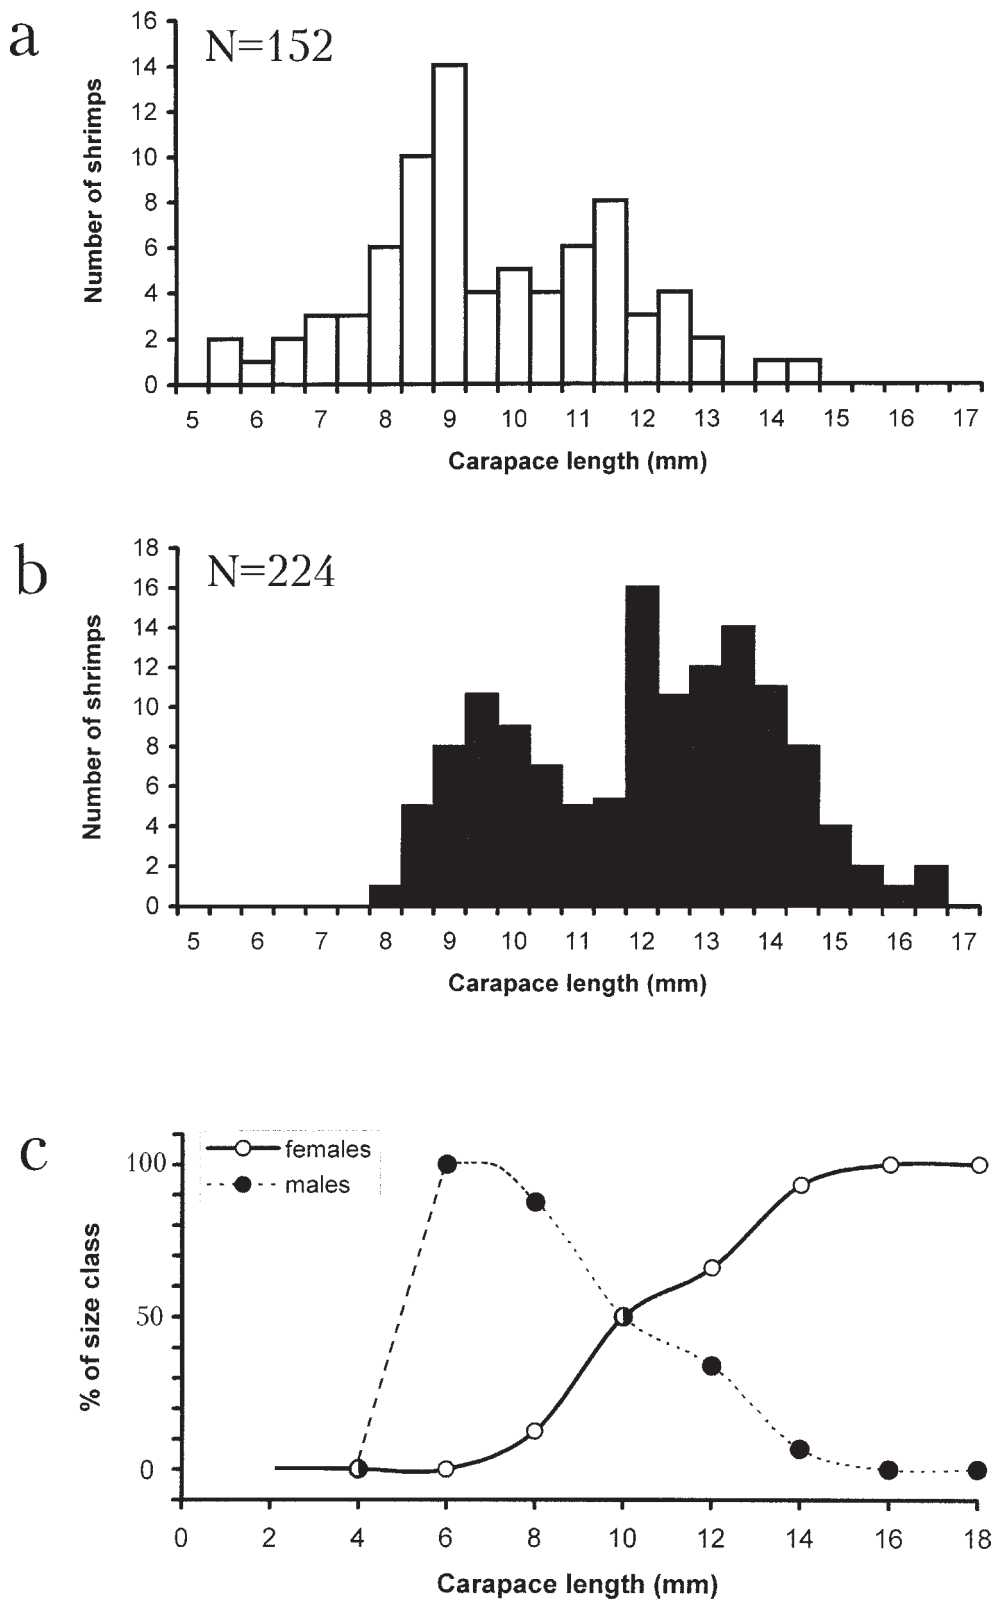 a
N=152
Number of shrimps
16
14
12
10
8
6
4
2
0
5 6 7 8 9 10 11 12 13 14 15 16 17
Carapace length (mm)
b
N=224
Number of shrimps
18
16
14
12
10
8
6
4
2
0
5 6 7 8 9 10 11 12 13 14 15 16 17
Carapace length (mm)
c
females
males
% of size class
100
50
0
0 2 4 6 8 10 12 14 16 18
Carapace length (mm)